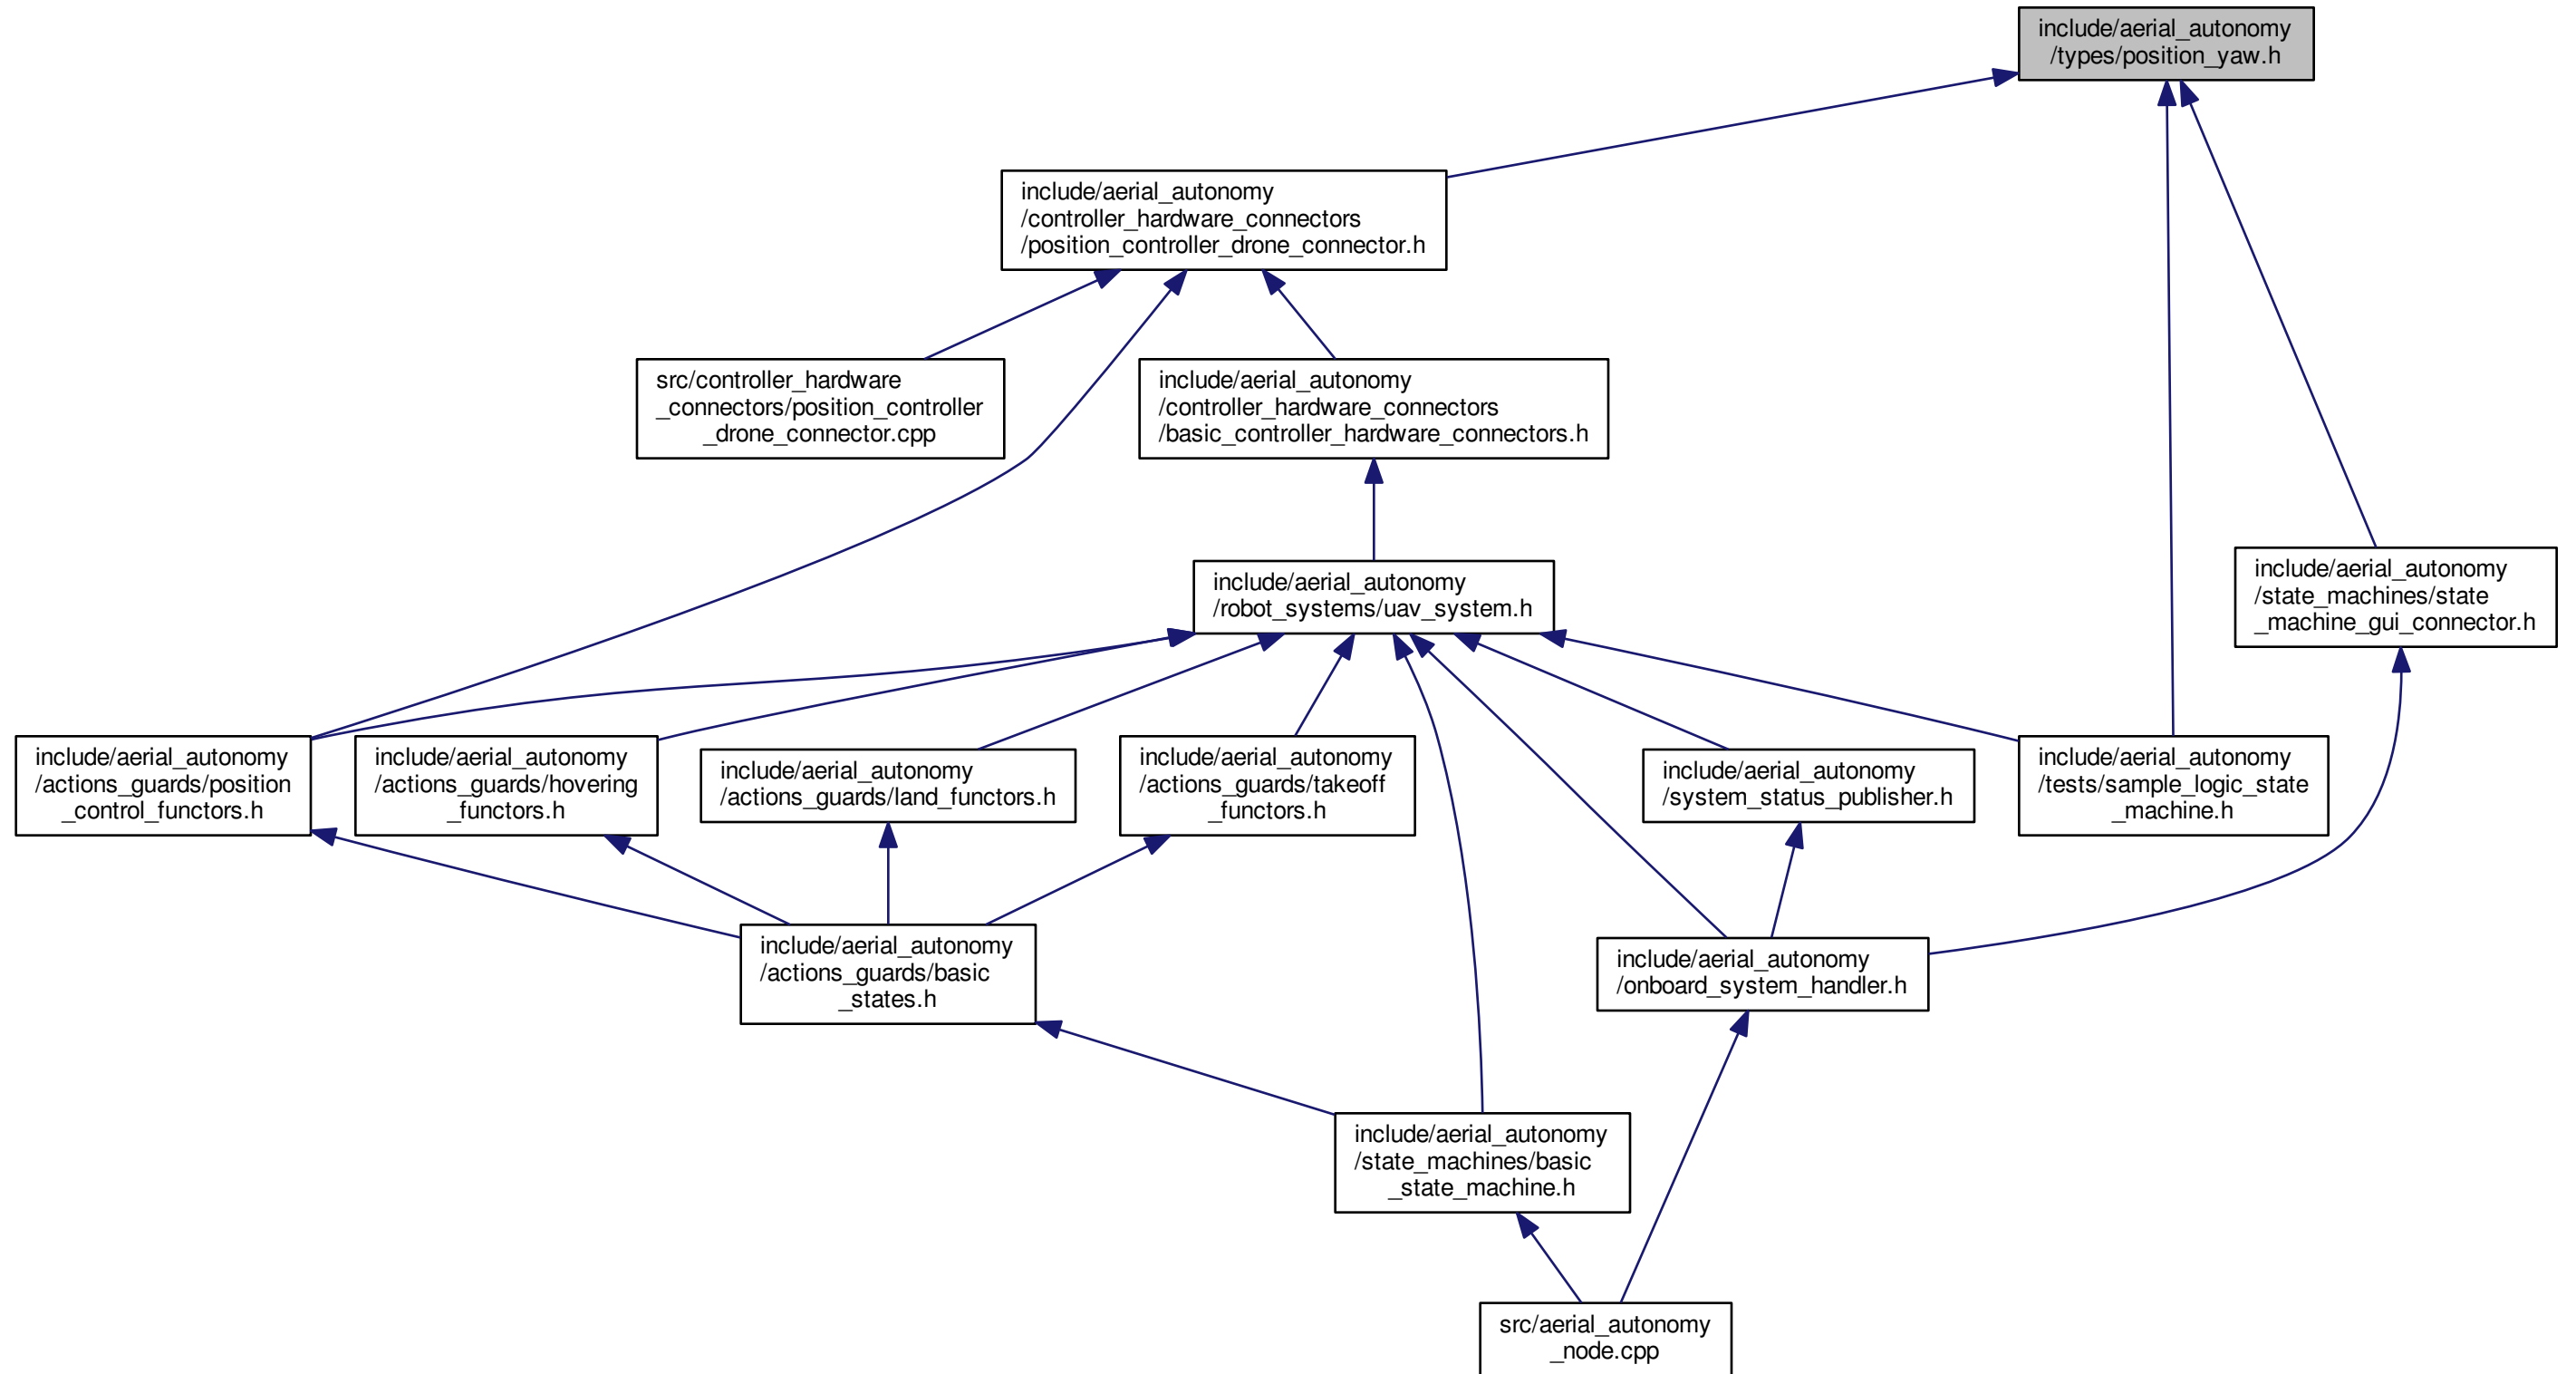 include/aerial_autonomy
/types/position_yaw.h
include/aerial_autonomy
/controller_hardware_connectors
/position_controller_drone_connector.h
src/controller_hardware
_connectors/position_controller
_drone_connector.cpp
include/aerial_autonomy
/controller_hardware_connectors
/basic_controller_hardware_connectors.h
include/aerial_autonomy
/robot_systems/uav_system.h
include/aerial_autonomy
/state_machines/state
_machine_gui_connector.h
include/aerial_autonomy
/actions_guards/position
_control_functors.h
include/aerial_autonomy
/actions_guards/hovering
_functors.h
include/aerial_autonomy
/actions_guards/land_functors.h
include/aerial_autonomy
/actions_guards/takeoff
_functors.h
include/aerial_autonomy
/system_status_publisher.h
include/aerial_autonomy
/tests/sample_logic_state
_machine.h
include/aerial_autonomy
/actions_guards/basic
_states.h
include/aerial_autonomy
/onboard_system_handler.h
include/aerial_autonomy
/state_machines/basic
_state_machine.h
src/aerial_autonomy
_node.cpp